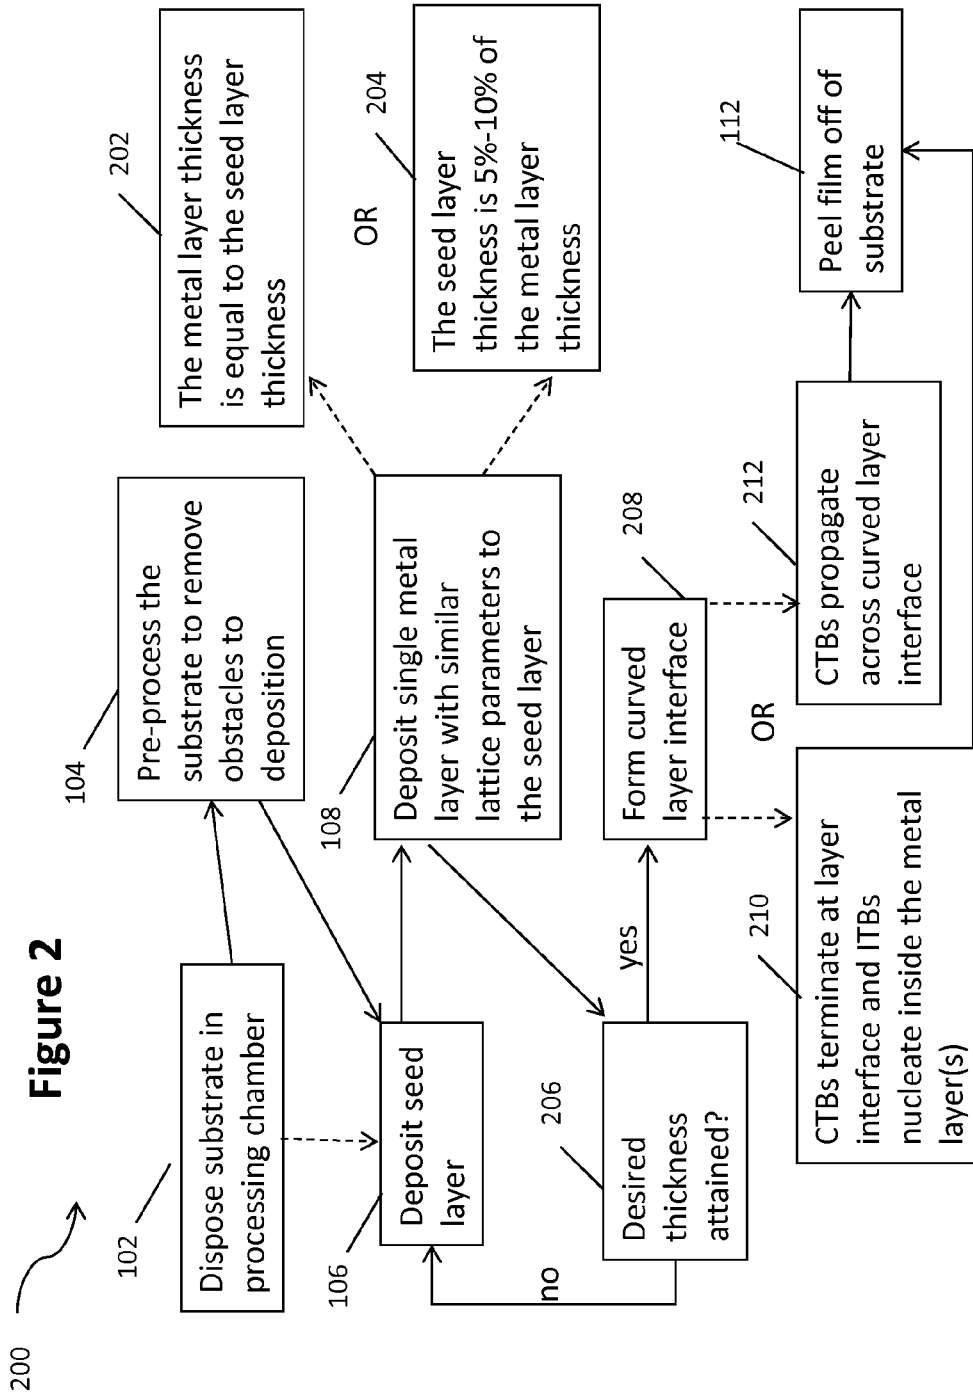 200
Figure 2
102
Dispose substrate in
processing chamber
104
Pre-process the
substrate to remove
obstacles to
deposition
202
The metal layer thickness
is equal to the seed layer
thickness
106
Deposit seed
layer
108
Deposit single metal
layer with similar
lattice parameters to
the seed layer
OR
204
The seed layer
thickness is 5%-10% of
the metal layer
thickness
no
206
Desired
thickness
attained?
yes
Form curved
layer interface
208
210
CTBs terminate at layer
interface and ITBs
nucleate inside the metal
layer(s)
OR
212
CTBs propagate
across curved layer
interface
112
Peel film off of
substrate